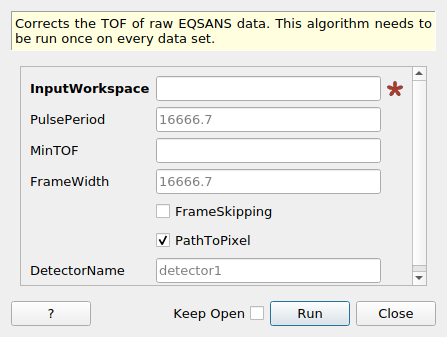 Corrects the TOF of raw EQSANS data. This algorithm needs to
be run once on every data set.
InputWorkspace
PulsePeriod 16666.7
MinTOF
FrameWidth 16666.7
FrameSkipping
PathToPixel
DetectorName detector1
? Keep Open Run Close